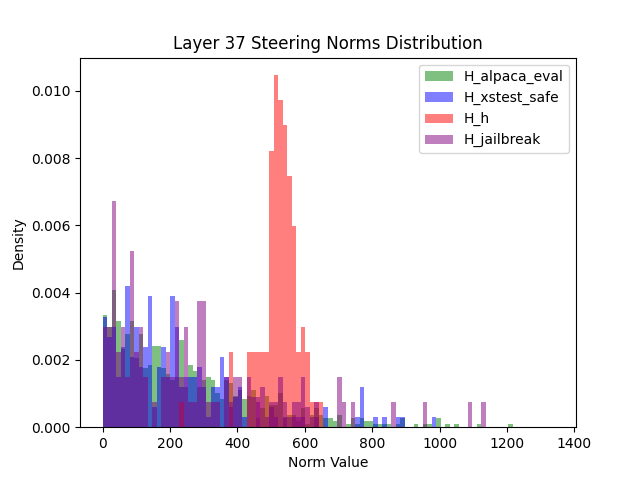 Layer 37 Steering Norms Distribution
H_alpaca_eval
H_xstest_safe
H_h
H_jailbreak
Density
0.010
0.008
0.006
0.004
0.002
0.000
0
200
400
600
800
1000
1200
1400
Norm Value